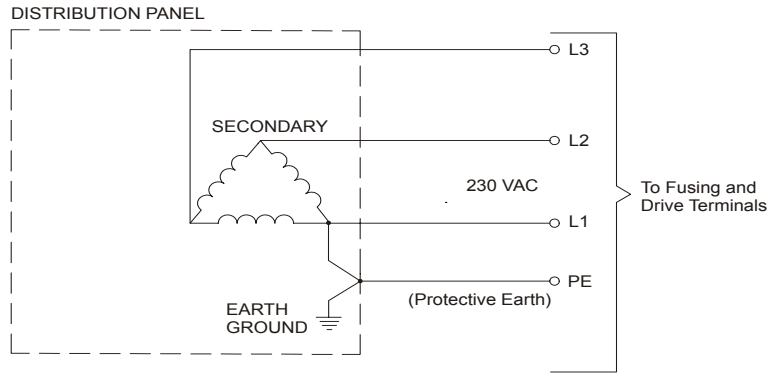 DISTRIBUTION PANEL
L3
SECONDARY
L2
230 VAC
To Fusing and
Drive Terminals
L1
PE
(Protective Earth)
EARTH
GROUND